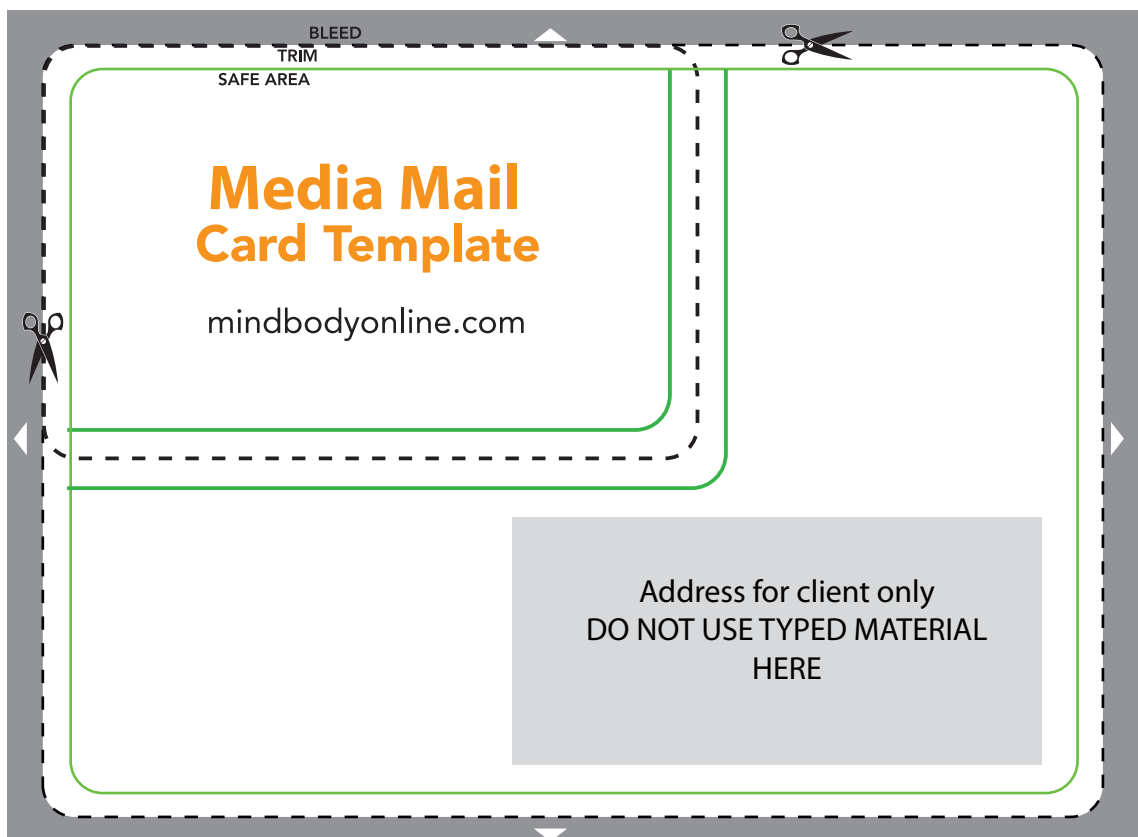 BLEED
TRIM
SAFE AREA
Media Mail
Card Template
mindbodyonline.com
Address for client only
DO NOT USE TYPED MATERIAL
HERE